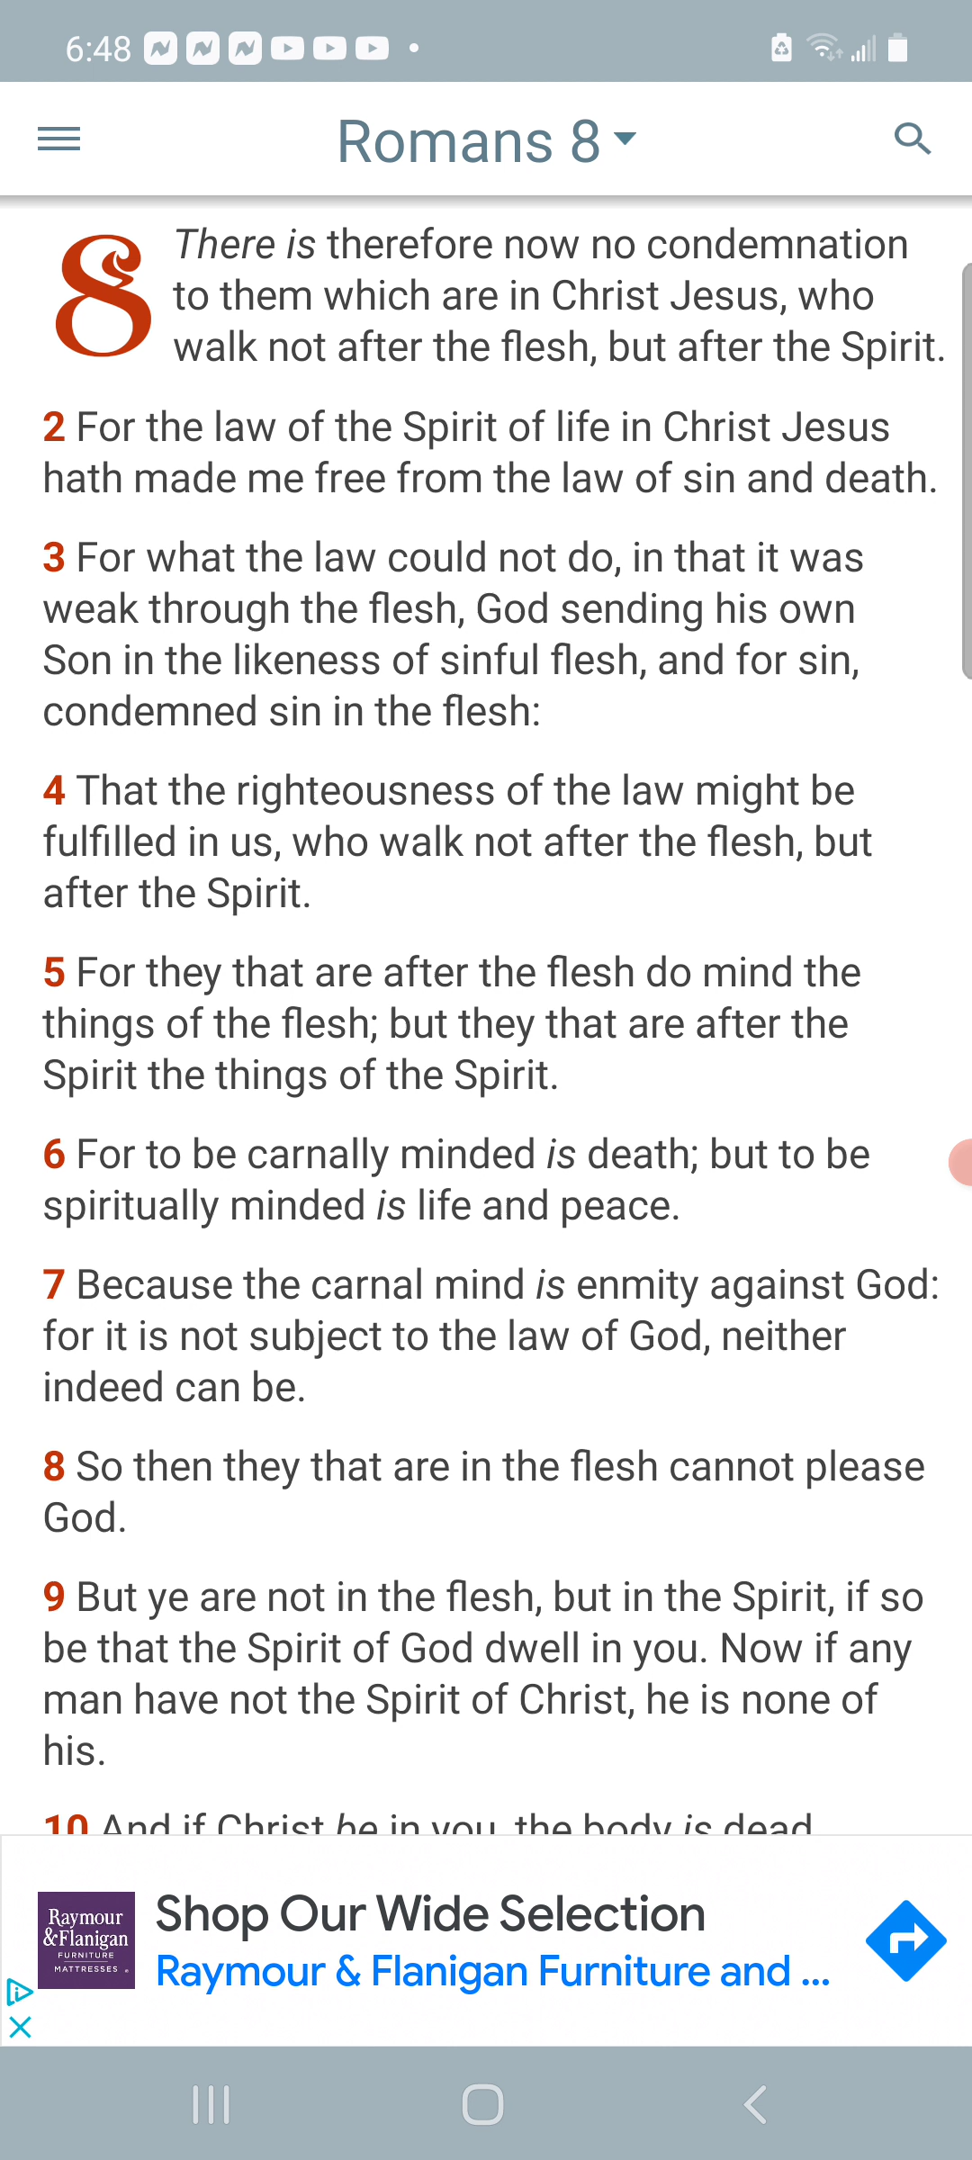 6:48
Romans 8
8 There is therefore now no condemnation
to them which are in Christ Jesus, who
walk not after the flesh, but after the Spirit.
2 For the law of the Spirit of life in Christ Jesus
hath made me free from the law of sin and death.
3 For what the law could not do, in that it was
weak through the flesh, God sending his own
Son in the likeness of sinful flesh, and for sin,
condemned sin in the flesh:
4 That the righteousness of the law might be
fulfilled in us, who walk not after the flesh, but
after the Spirit.
5 For they that are after the flesh do mind the
things of the flesh; but they that are after the
Spirit the things of the Spirit.
6 For to be carnally minded is death; but to be
spiritually minded is life and peace.
7 Because the carnal mind is enmity against God:
for it is not subject to the law of God, neither
indeed can be.
8 So then they that are in the flesh cannot please
God.
9 But ye are not in the flesh, but in the Spirit, if so
be that the Spirit of God dwell in you. Now if any
man have not the Spirit of Christ, he is none of
his.
10 And if Christ be in you, the body is dead
Raymour
&Flanigan
FURNITURE
MATTRESSES
Shop Our Wide Selection
Raymour & Flanigan Furniture and ...